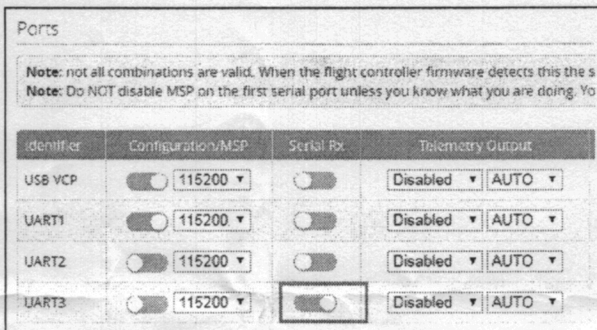 Ports
Note: not all combinations are valid. When the flight controller firmware detects this the s
Note: Do NOT disable MSP on the first serial port unless you know what you are doing. Yo
Identifier Configuration/MSP Serial Rx Telemetry Output
USB VCP 115200 Disabled AUTO
UART1 115200 Disabled AUTO
UART2 115200 Disabled AUTO
UART3 115200 Disabled AUTO